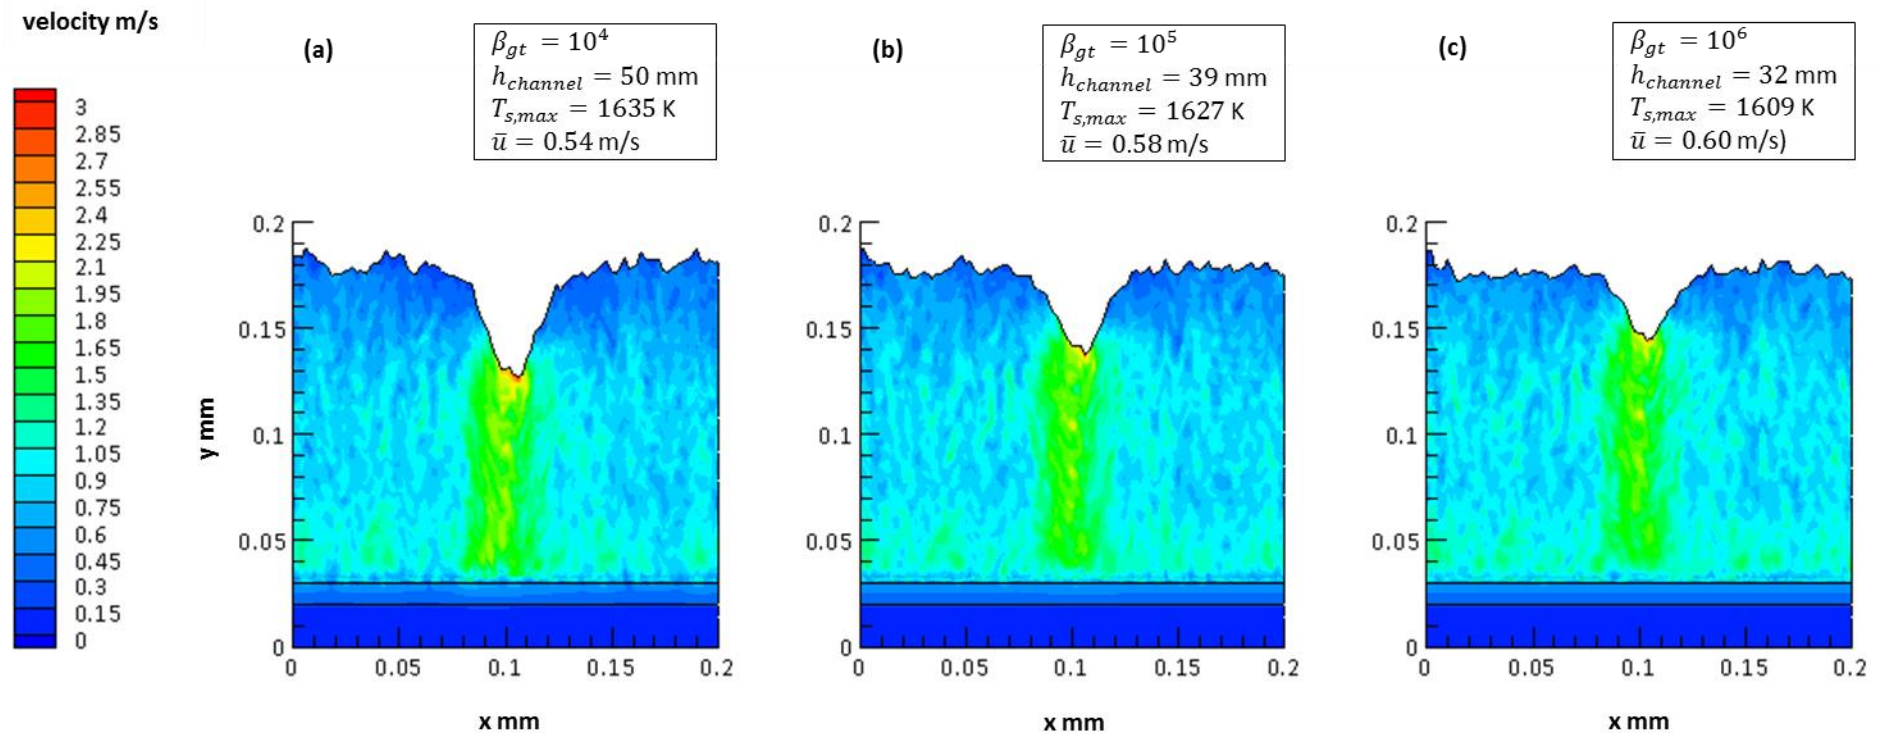 velocity m/s
3
2.85
2.7
2.55
2.4
2.25
2.1
1.95
1.8
1.65
1.5
1.35
1.2
1.05
0.9
0.75
0.6
0.45
0.3
0.15
0
(a)
β_gt = 10⁴
h_channel = 50 mm
T_s,max = 1635 K
ū = 0.54 m/s
y mm
0.2
0.15
0.1
0.05
0
0 0.05 0.1 0.15 0.2
x mm
(b)
β_gt = 10⁵
h_channel = 39 mm
T_s,max = 1627 K
ū = 0.58 m/s
0.2
0.15
0.1
0.05
0
0 0.05 0.1 0.15 0.2
x mm
(c)
β_gt = 10⁶
h_channel = 32 mm
T_s,max = 1609 K
ū = 0.60 m/s)
0.2
0.15
0.1
0.05
0
0 0.05 0.1 0.15 0.2
x mm